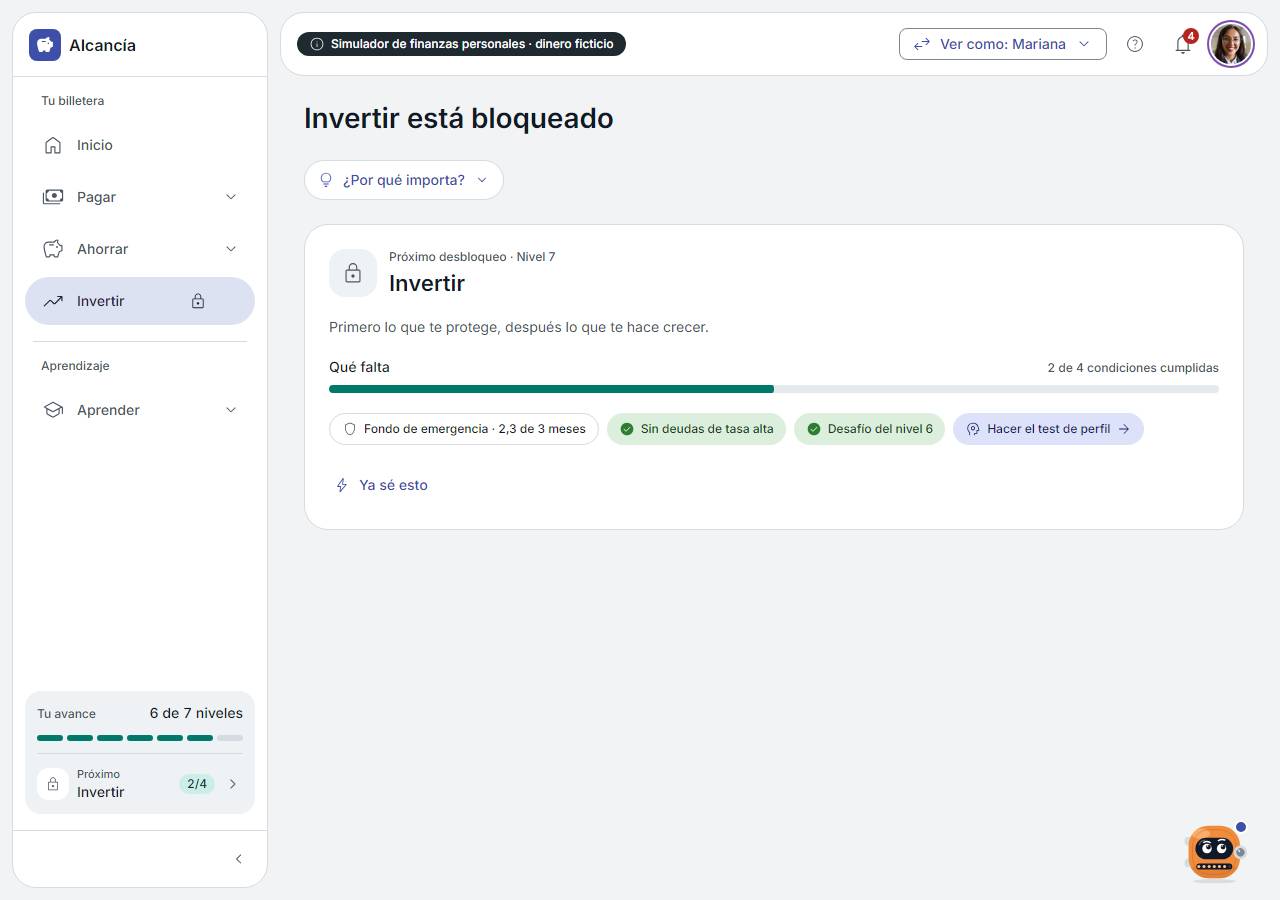 Alcancía
Simulador de finanzas personales · dinero ficticio
Ver como: Mariana
4
Tu billetera
Inicio
Pagar
Ahorrar
Invertir
Aprendizaje
Aprender
Tu avance
6 de 7 niveles
Próximo
Invertir
2/4
Invertir está bloqueado
¿Por qué importa?
Próximo desbloqueo · Nivel 7
Invertir
Primero lo que te protege, después lo que te hace crecer.
Qué falta
2 de 4 condiciones cumplidas
Fondo de emergencia · 2,3 de 3 meses
Sin deudas de tasa alta
Desafío del nivel 6
Hacer el test de perfil
Ya sé esto